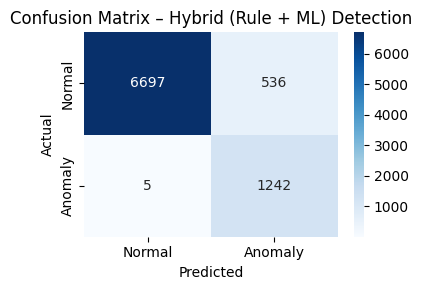 Confusion Matrix – Hybrid (Rule + ML) Detection
Actual
Normal
Anomaly
6697 536
5 1242
Normal Anomaly
Predicted
6000
5000
4000
3000
2000
1000